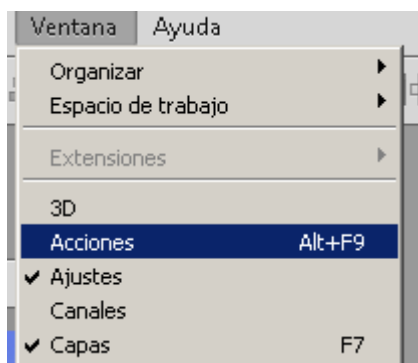 Ventana Ayuda
Organizar
Espacio de trabajo
Extensiones
3D
Acciones Alt+F9
Ajustes
Canales
Capas F7